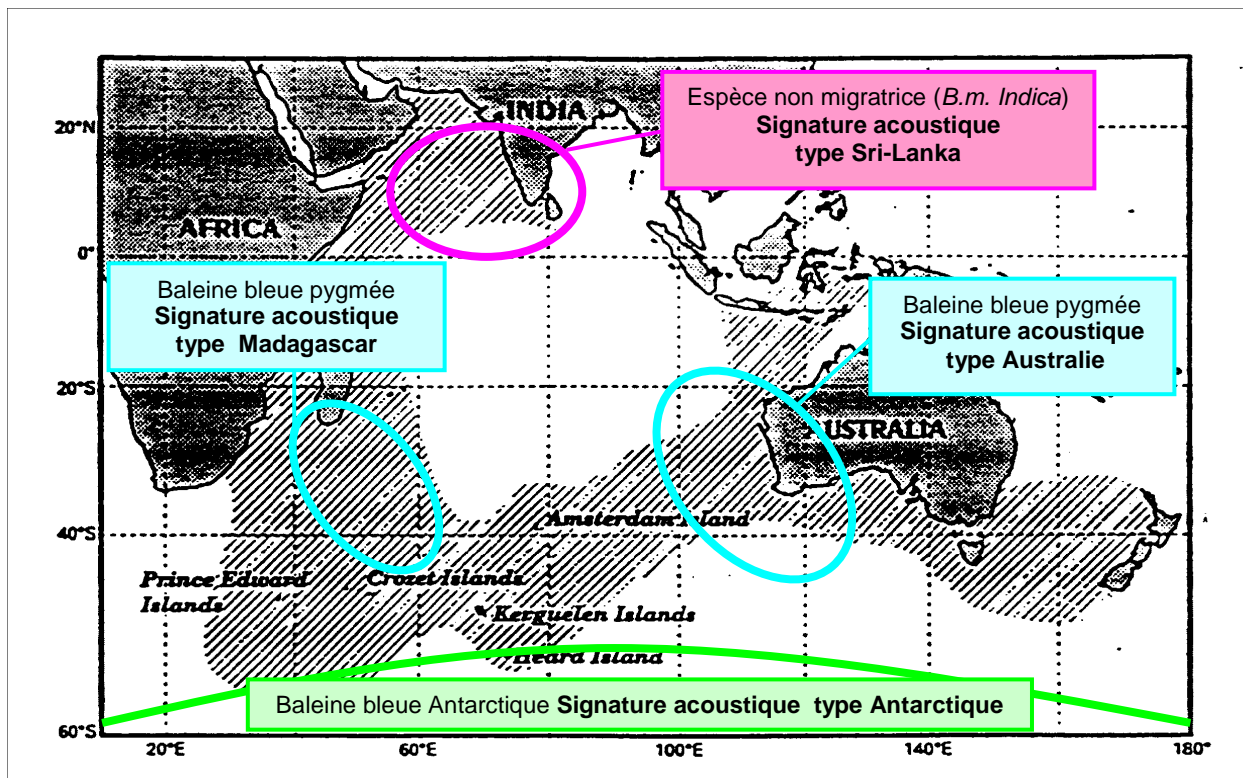 Espèce non migratrice (B.m. Indica)
Signature acoustique
type Sri-Lanka
INDIA
20°N
AFRICA
0°
Baleine bleue pygmée
Signature acoustique
type Madagascar
Baleine bleue pygmée
Signature acoustique
type Australie
20°S
AUSTRALIA
Amsterdam Island
40°S
Prince Edward
Islands
Crozet Islands
Kerguelen Islands
Heard Island
Baleine bleue Antarctique Signature acoustique type Antarctique
60°S
20°E
60°E
100°E
140°E
180°